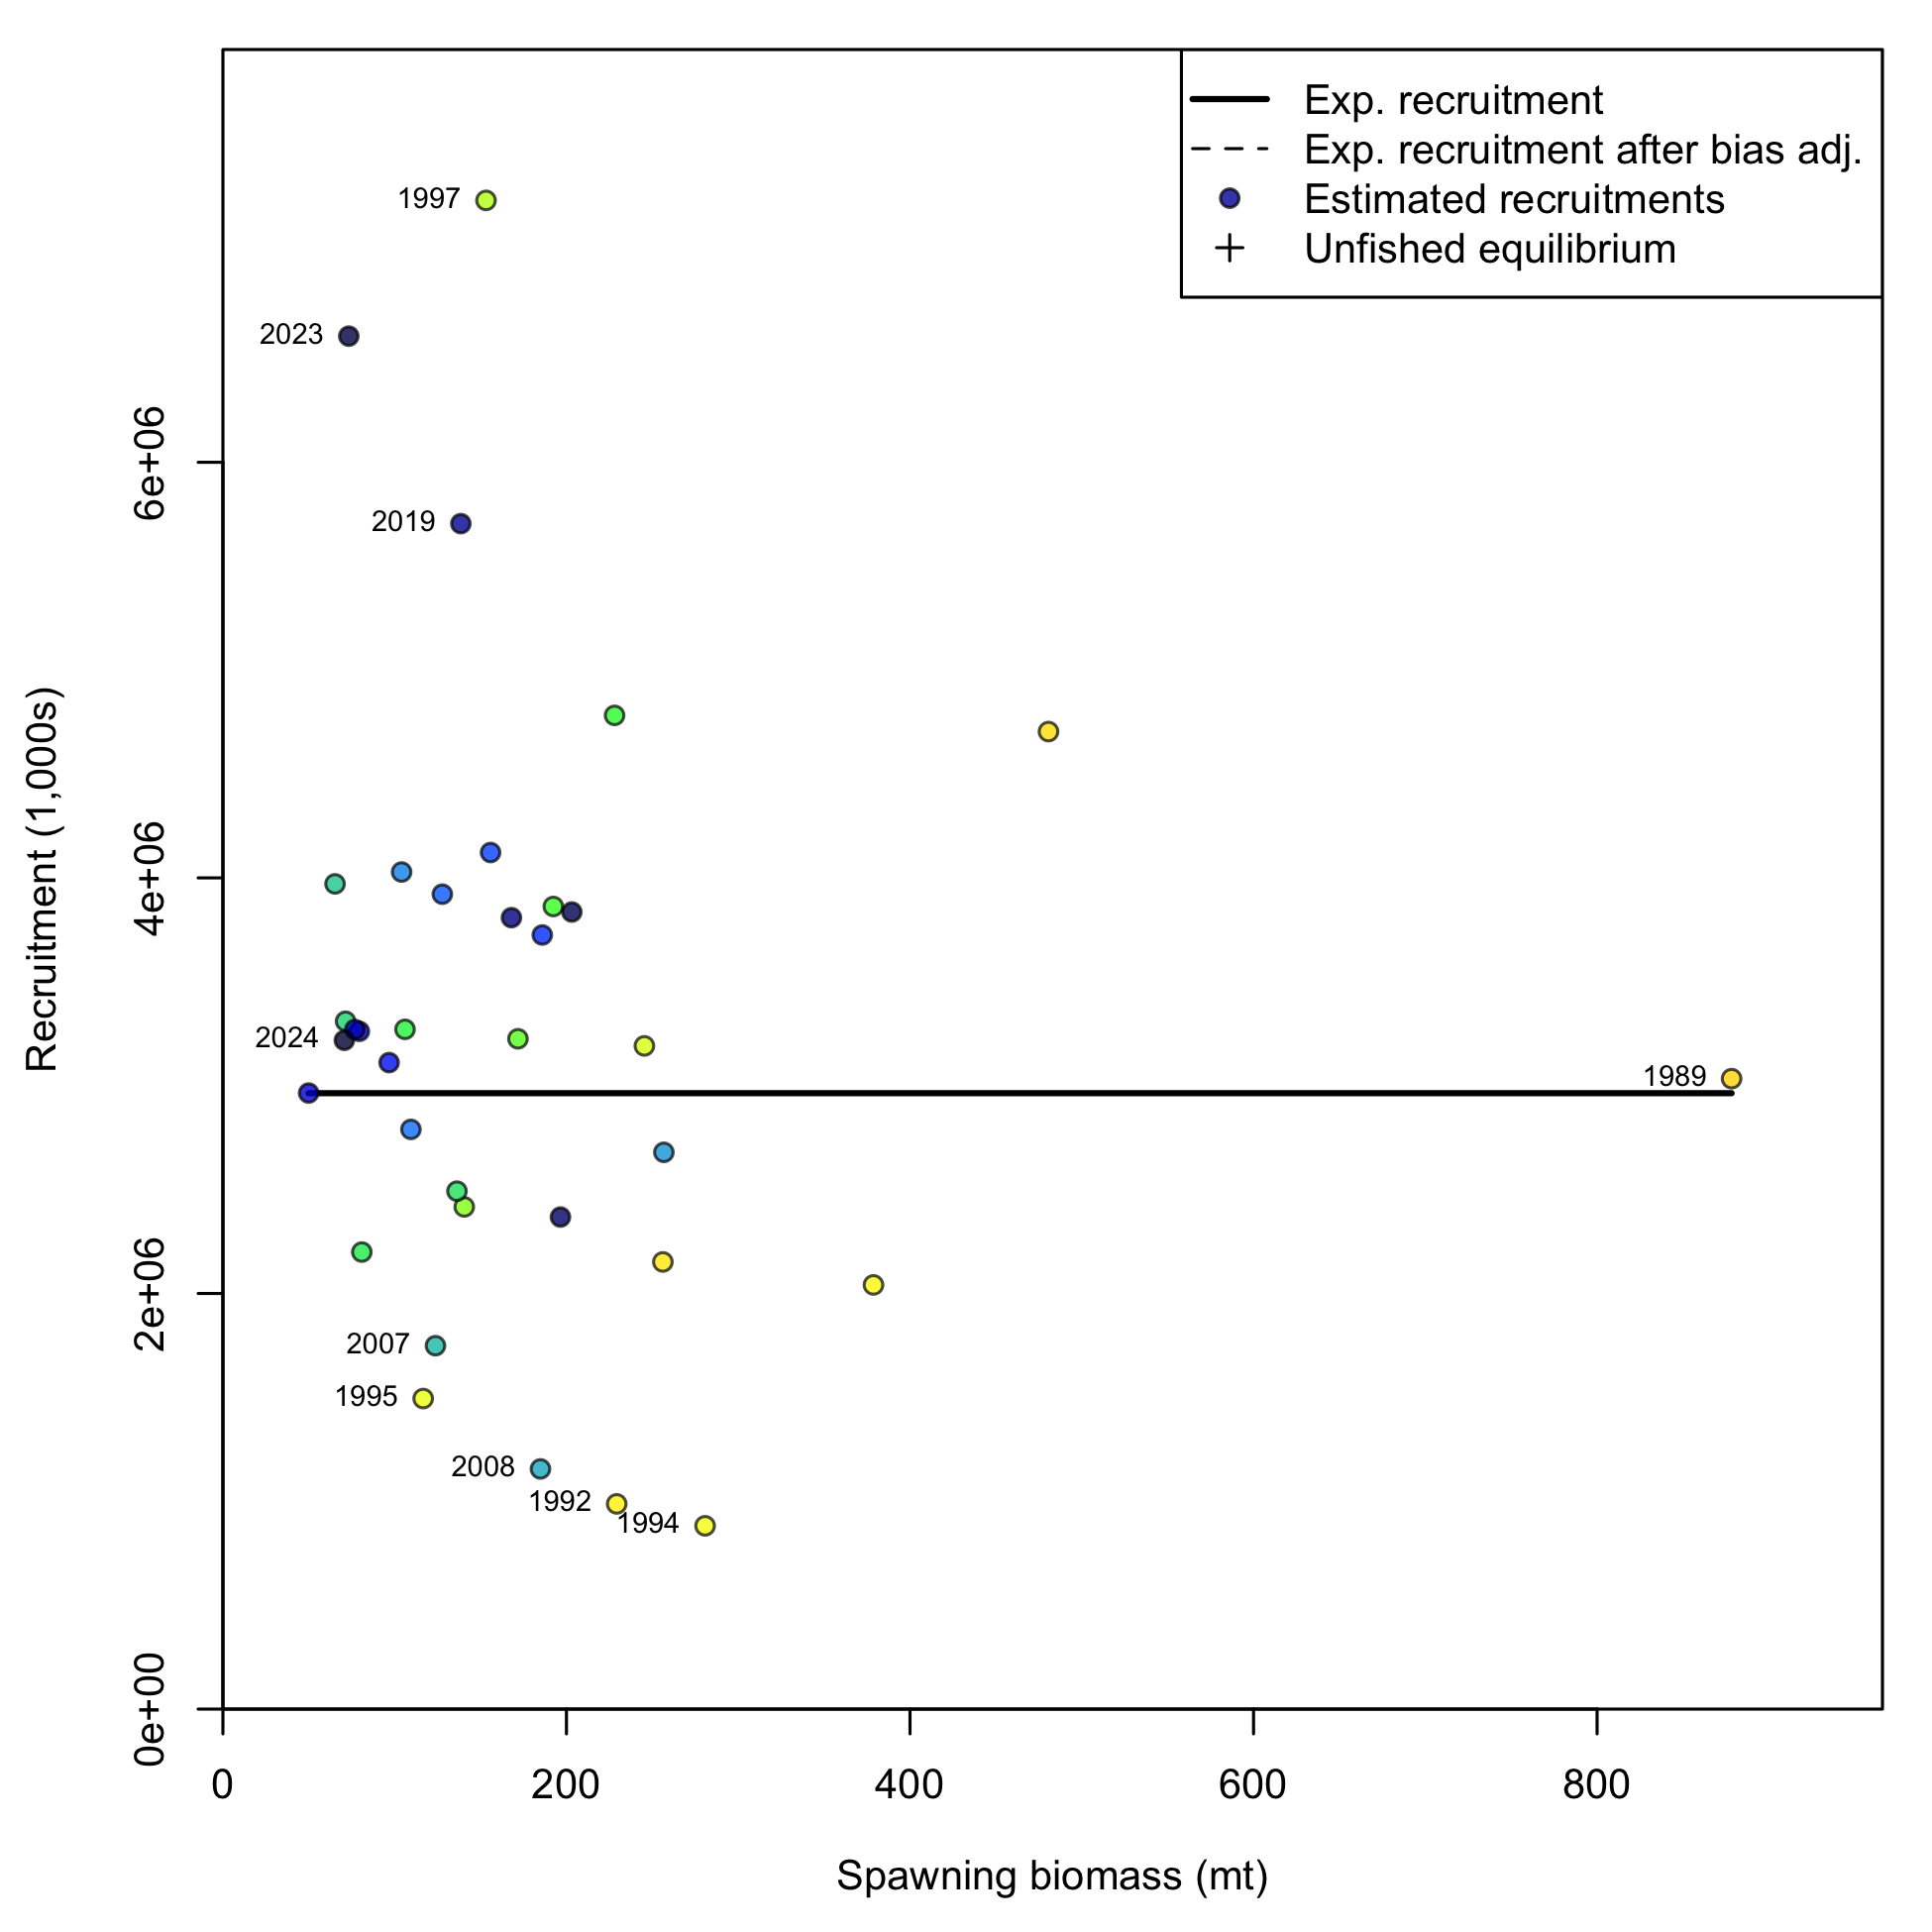 Exp. recruitment
Exp. recruitment after bias adj.
Estimated recruitments
Unfished equilibrium
1997
2023
6e+06
2019
4e+06
Recruitment (1,000s)
2024
1989
2e+06
2007
1995
2008
1992
1994
0e+00
0 200 400 600 800
Spawning biomass (mt)